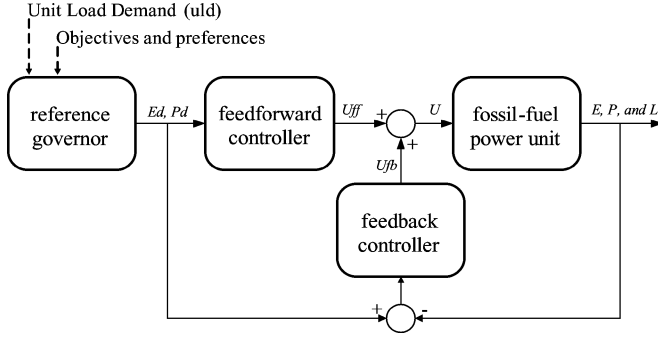 Unit Load Demand (uld)
Objectives and preferences
reference
governor
Ed, Pd
feedforward
controller
Uff
+
+
U
fossil-fuel
power unit
E, P, and L
Ufb
feedback
controller
+
-